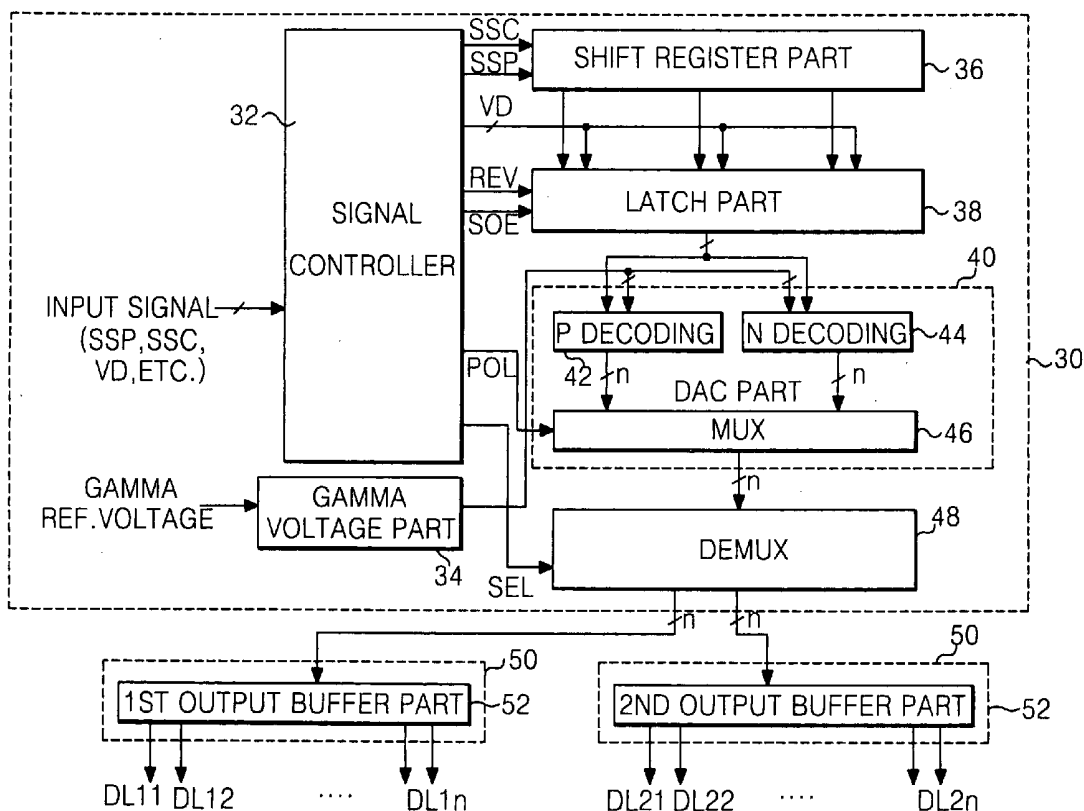 SSC
SSP
SHIFT REGISTER PART
36
32
VD
REV
SOE
LATCH PART
38
SIGNAL
CONTROLLER
40
INPUT SIGNAL
(SSP,SSC,
VD,ETC.)
P DECODING
N DECODING
44
42
n
n
30
POL
DAC PART
MUX
46
n
GAMMA
REF.VOLTAGE
GAMMA
VOLTAGE PART
34
DEMUX
48
SEL
n
n
50
50
1ST OUTPUT BUFFER PART
52
2ND OUTPUT BUFFER PART
52
DL11 DL12 .... DL1n
DL21 DL22 .... DL2n